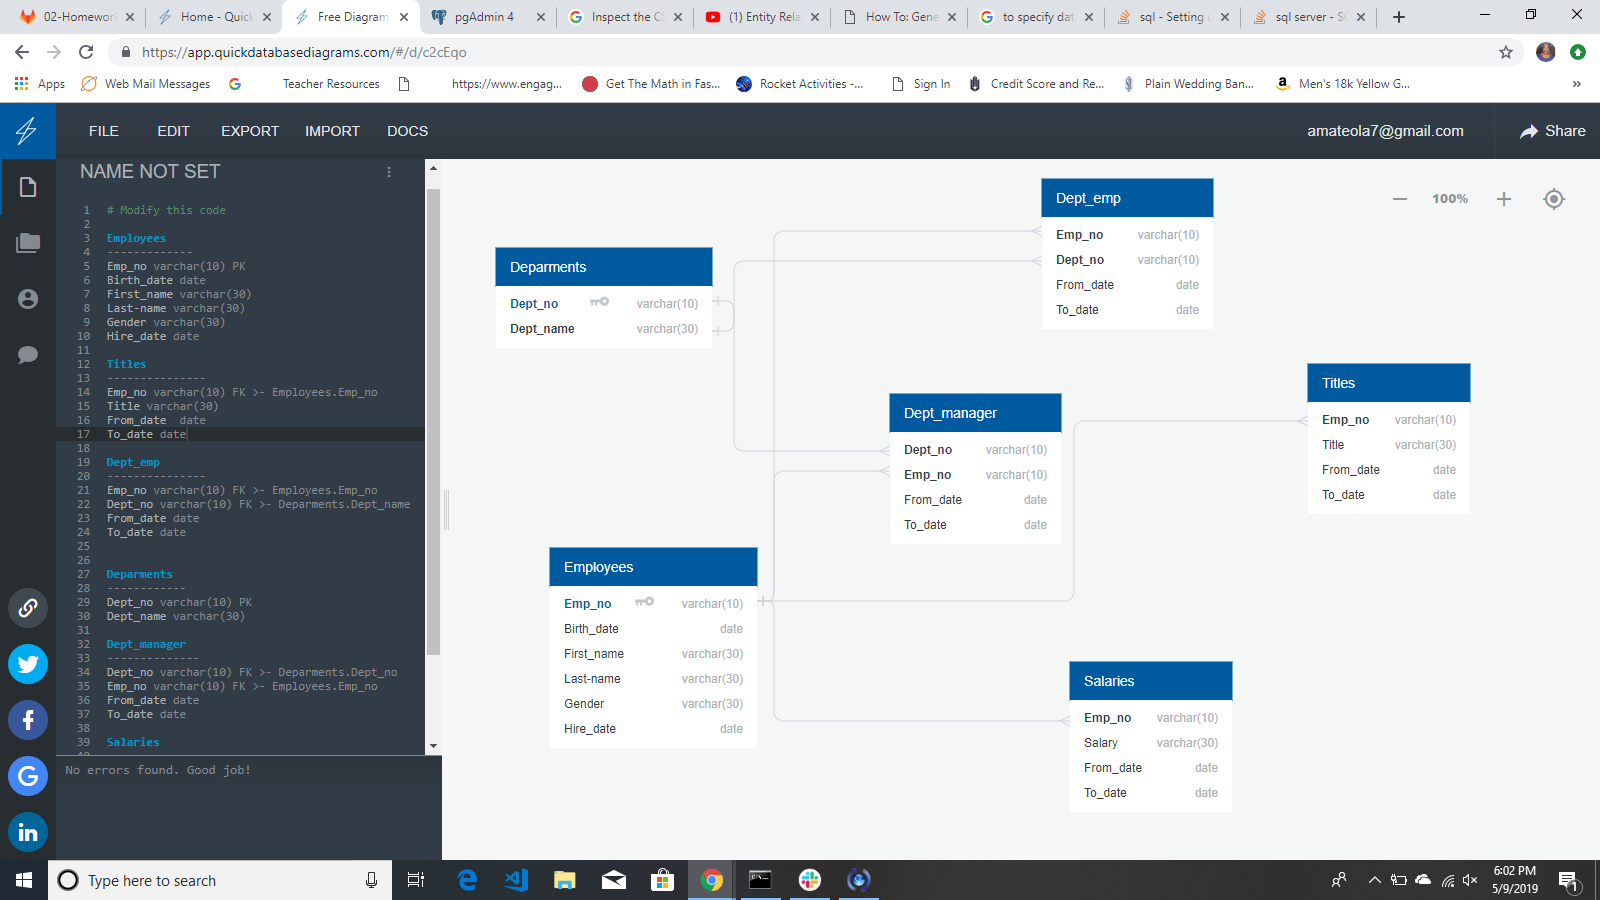 02-Homework
Home - Quick
Free Diagram
pgAdmin 4
Inspect the CS
(1) Entity Rela
How To: Gene
to specify dat
sql - Setting u
sql server - SQ
https://app.quickdatabasediagrams.com/#/d/c2cEqo
Apps
Web Mail Messages
Teacher Resources
https://www.engag...
Get The Math in Fas...
Rocket Activities -...
Sign In
Credit Score and Re...
Plain Wedding Ban...
Men's 18k Yellow G...
»
FILE EDIT EXPORT IMPORT DOCS
amateola7@gmail.com
Share
NAME NOT SET
1 # Modify this code
2
3 Employees
4 -------------
5 Emp_no varchar(10) PK
6 Birth_date date
7 First_name varchar(30)
8 Last-name varchar(30)
9 Gender varchar(30)
10 Hire_date date
11
12 Titles
13 ---------------
14 Emp_no varchar(10) FK >- Employees.Emp_no
15 Title varchar(30)
16 From_date  date
17 To_date date
18
19 Dept_emp
20 ---------------
21 Emp_no varchar(10) FK >- Employees.Emp_no
22 Dept_no varchar(10) FK >- Deparments.Dept_name
23 From_date date
24 To_date date
25
26
27 Deparments
28 ------------
29 Dept_no varchar(10) PK
30 Dept_name varchar(30)
31
32 Dept_manager
33 --------------
34 Dept_no varchar(10) FK >- Deparments.Dept_no
35 Emp_no varchar(10) FK >- Employees.Emp_no
36 From_date date
37 To_date date
38
39 Salaries
No errors found. Good job!
100%
Dept_emp
Emp_no varchar(10)
Dept_no varchar(10)
From_date date
To_date date
Deparments
Dept_no varchar(10)
Dept_name varchar(30)
Titles
Emp_no varchar(10)
Title varchar(30)
From_date date
To_date date
Dept_manager
Dept_no varchar(10)
Emp_no varchar(10)
From_date date
To_date date
Employees
Emp_no varchar(10)
Birth_date date
First_name varchar(30)
Last-name varchar(30)
Gender varchar(30)
Hire_date date
Salaries
Emp_no varchar(10)
Salary varchar(30)
From_date date
To_date date
Type here to search
6:02 PM
5/9/2019
1